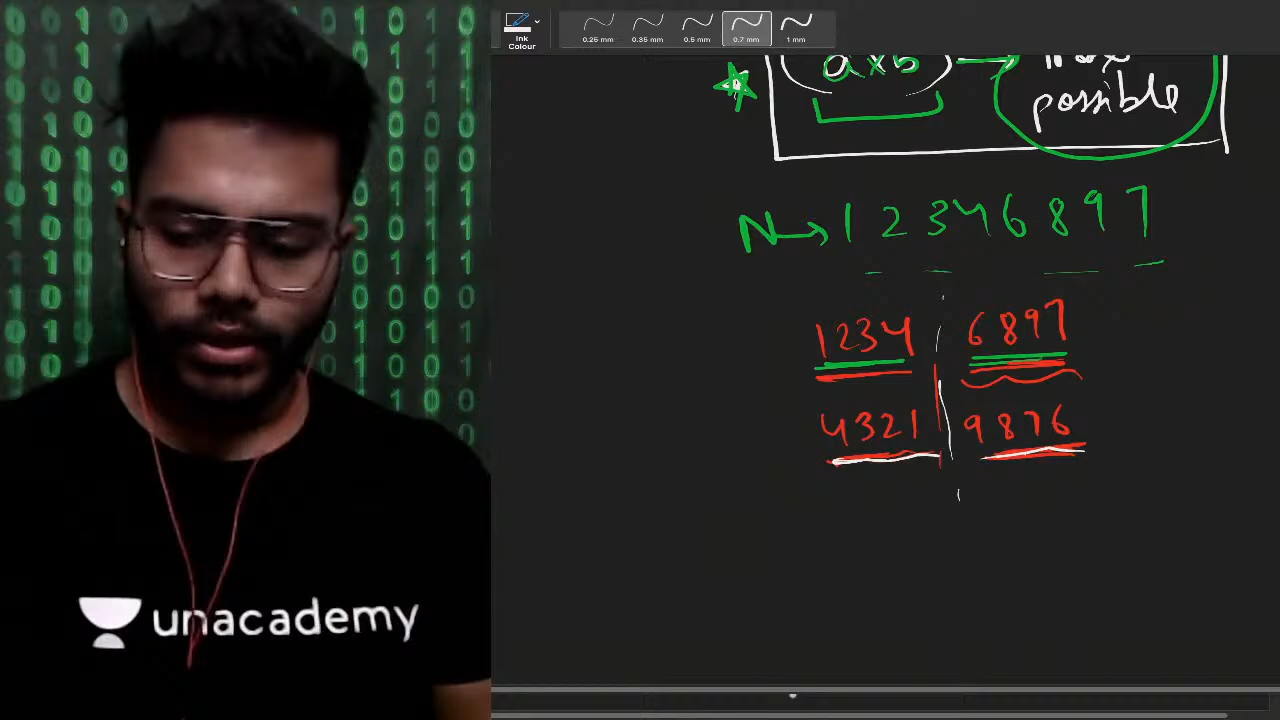 Ink
Colour
0.25 mm
0.35 mm
0.5 mm
0.7 mm
1 mm
(a x b) → max
possible
N → 1 2 3 4 6 8 9 7
1234 6897
4321 9876
unacademy